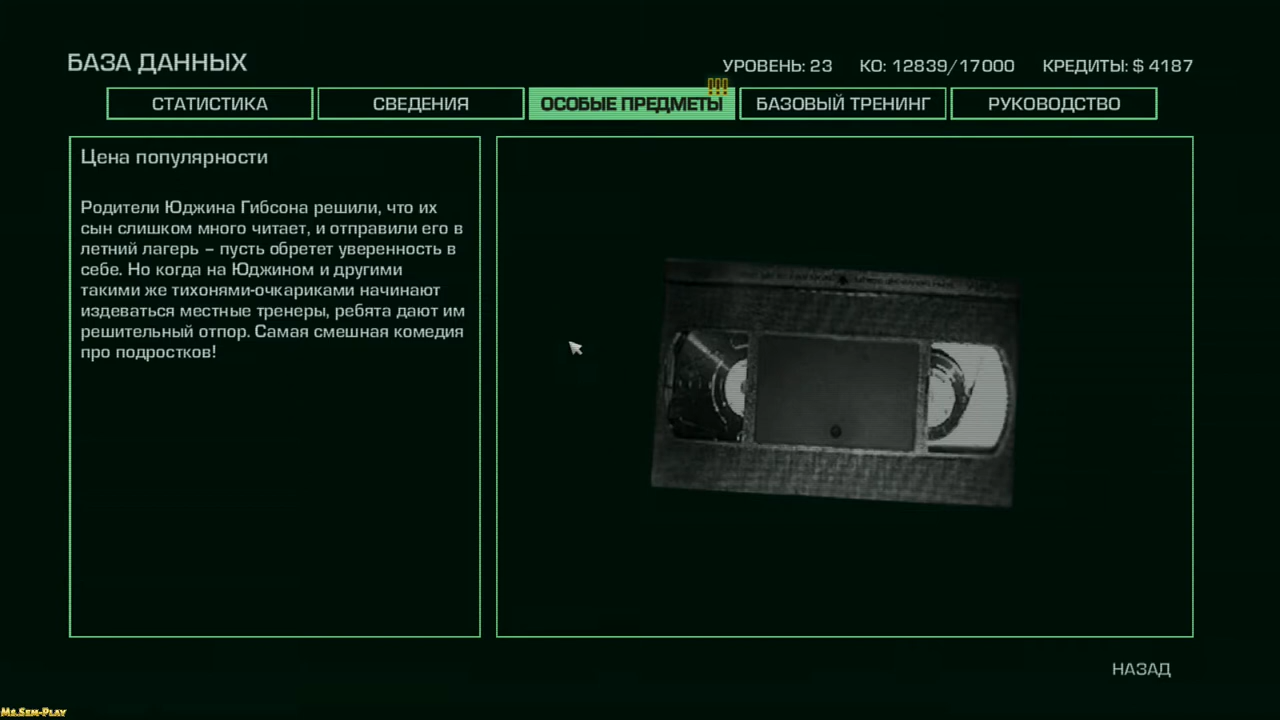 БАЗА ДАННЫХ
УРОВЕНЬ: 23 КО: 12839/17000 КРЕДИТЫ: $ 4187
!!!
СТАТИСТИКА СВЕДЕНИЯ ОСОБЫЕ ПРЕДМЕТЫ БАЗОВЫЙ ТРЕНИНГ РУКОВОДСТВО
Цена популярности
Родители Юджина Гибсона решили, что их
сын слишком много читает, и отправили его в
летний лагерь – пусть обретет уверенность в
себе. Но когда на Юджином и другими
такими же тихонями-очкариками начинают
издеваться местные тренеры, ребята дают им
решительный отпор. Самая смешная комедия
про подростков!
НАЗАД
Ms.Sem-Play